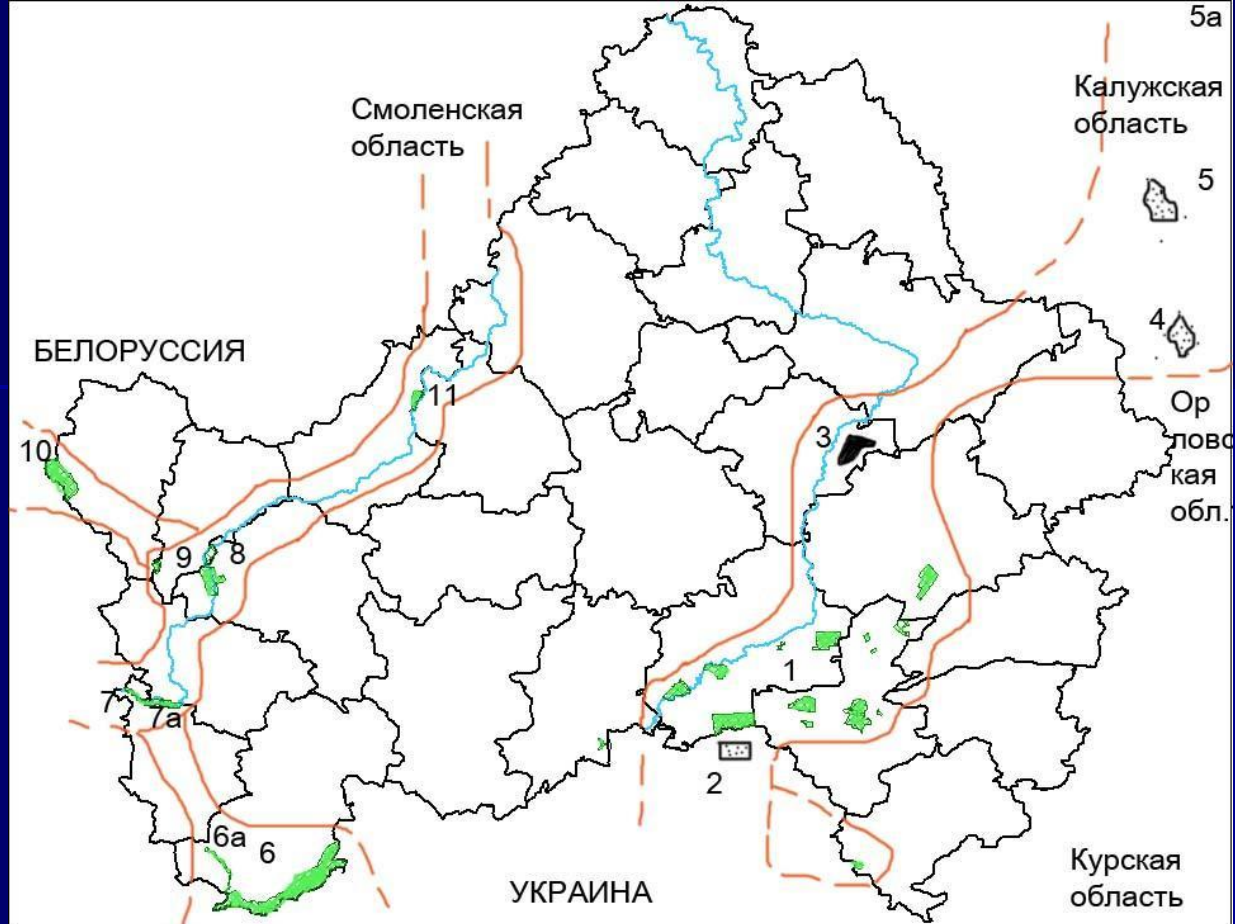 5а
Калужская
область
Смоленская
область
5
4
БЕЛОРУССИЯ
11
Ор
ловс
кая
обл.
3
10
9
8
1
7
7а
2
6а
6
УКРАИНА
Курская
область